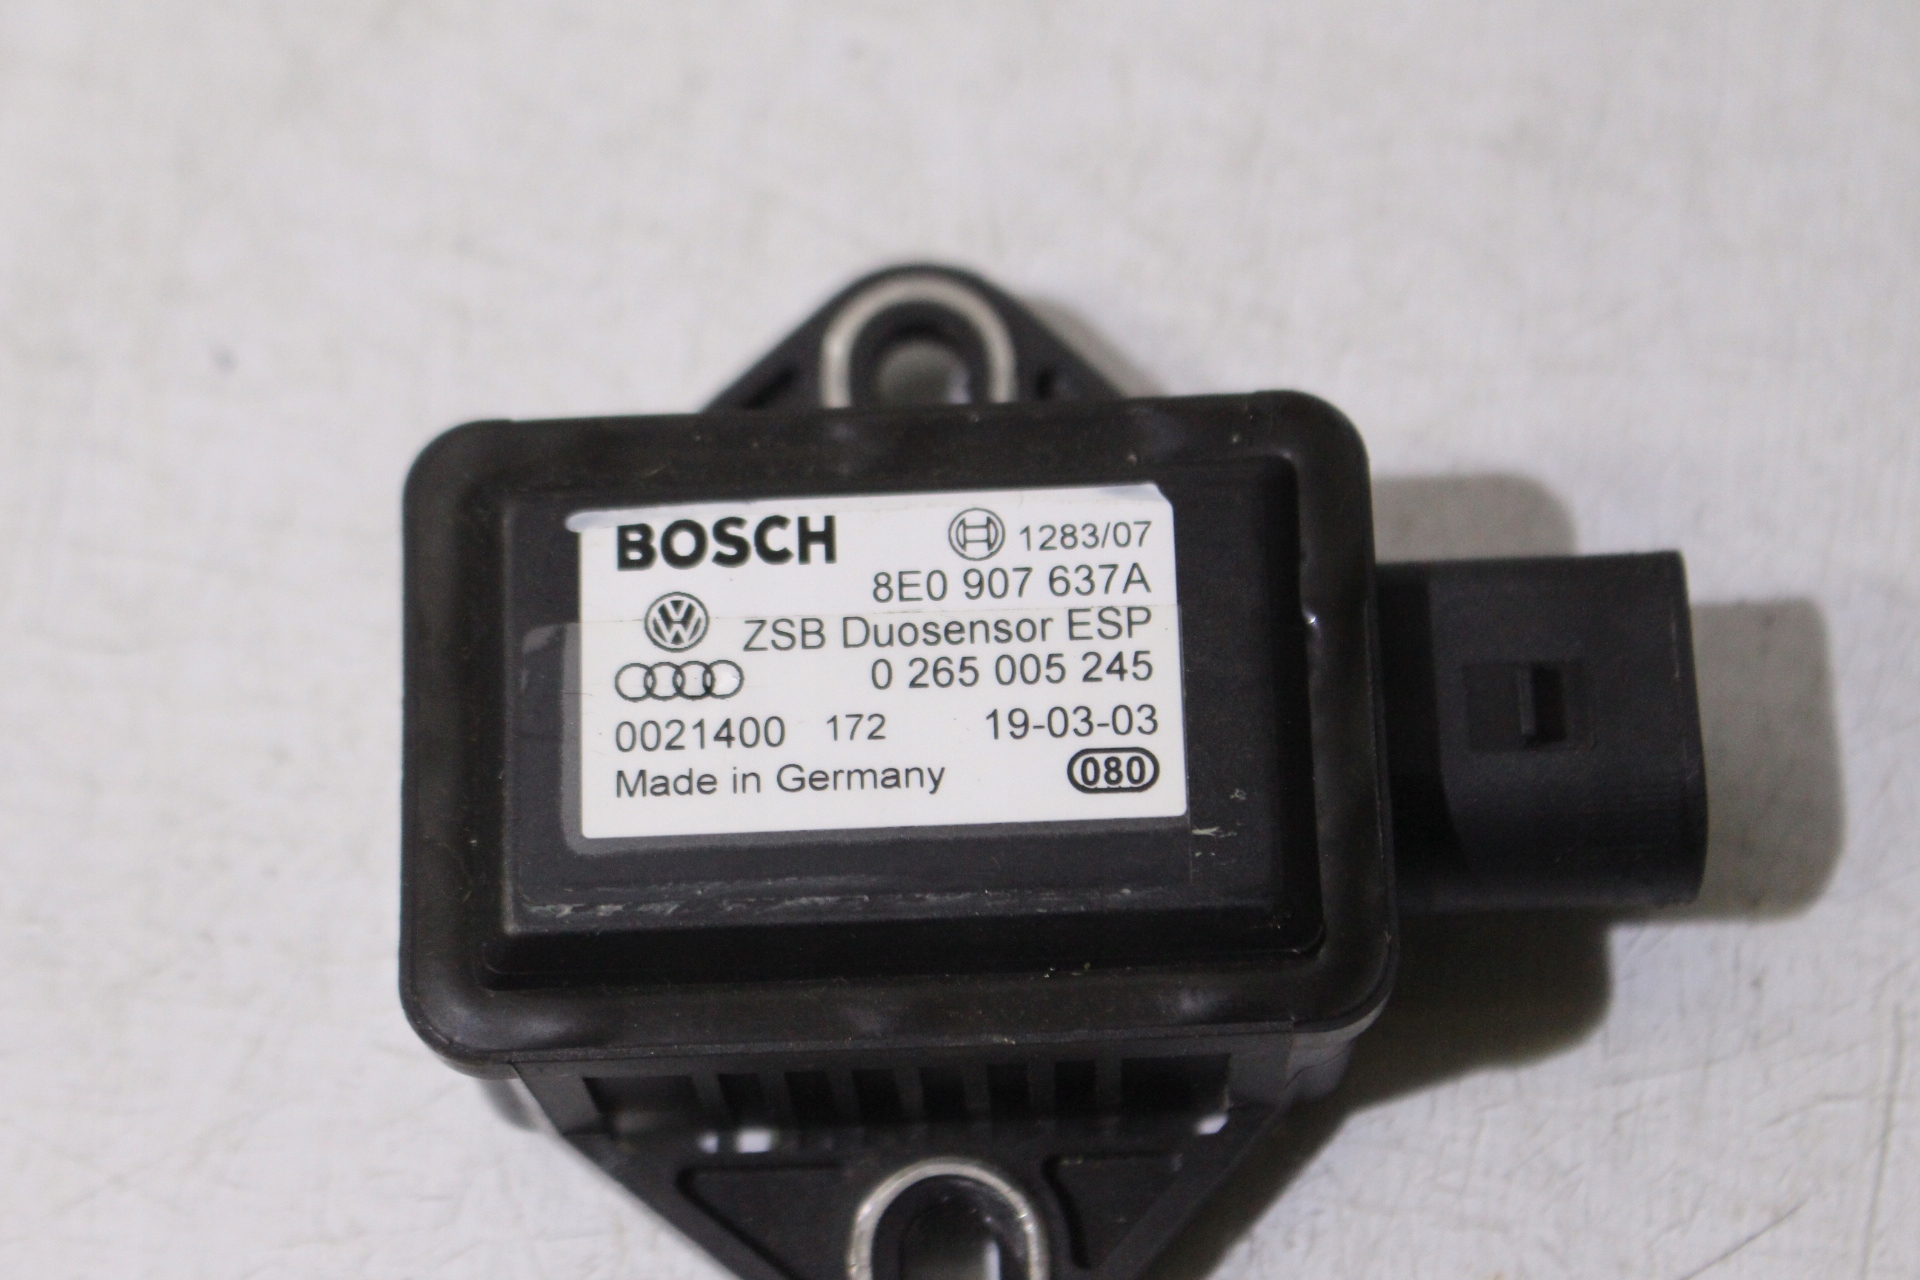 BOSCH 1283/07
8E0 907 637A
ZSB Duosensor ESP
0 265 005 245
0021400 172 19-03-03
Made in Germany 080